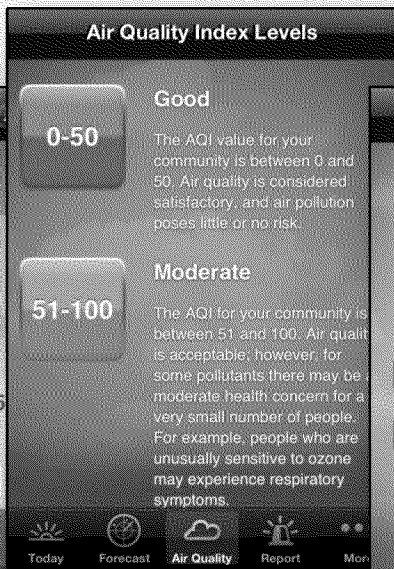 Air Quality Index Levels
0-50
Good
The AQI value for your
community is between 0 and
50. Air quality is considered
satisfactory, and air pollution
poses little or no risk.
51-100
Moderate
The AQI for your community is
between 51 and 100. Air qualit
is acceptable; however, for
some pollutants there may be
moderate health concern for a
very small number of people.
For example, people who are
unusually sensitive to ozone
may experience respiratory
symptoms.
Today
Forecast
Air Quality
Report
Mor